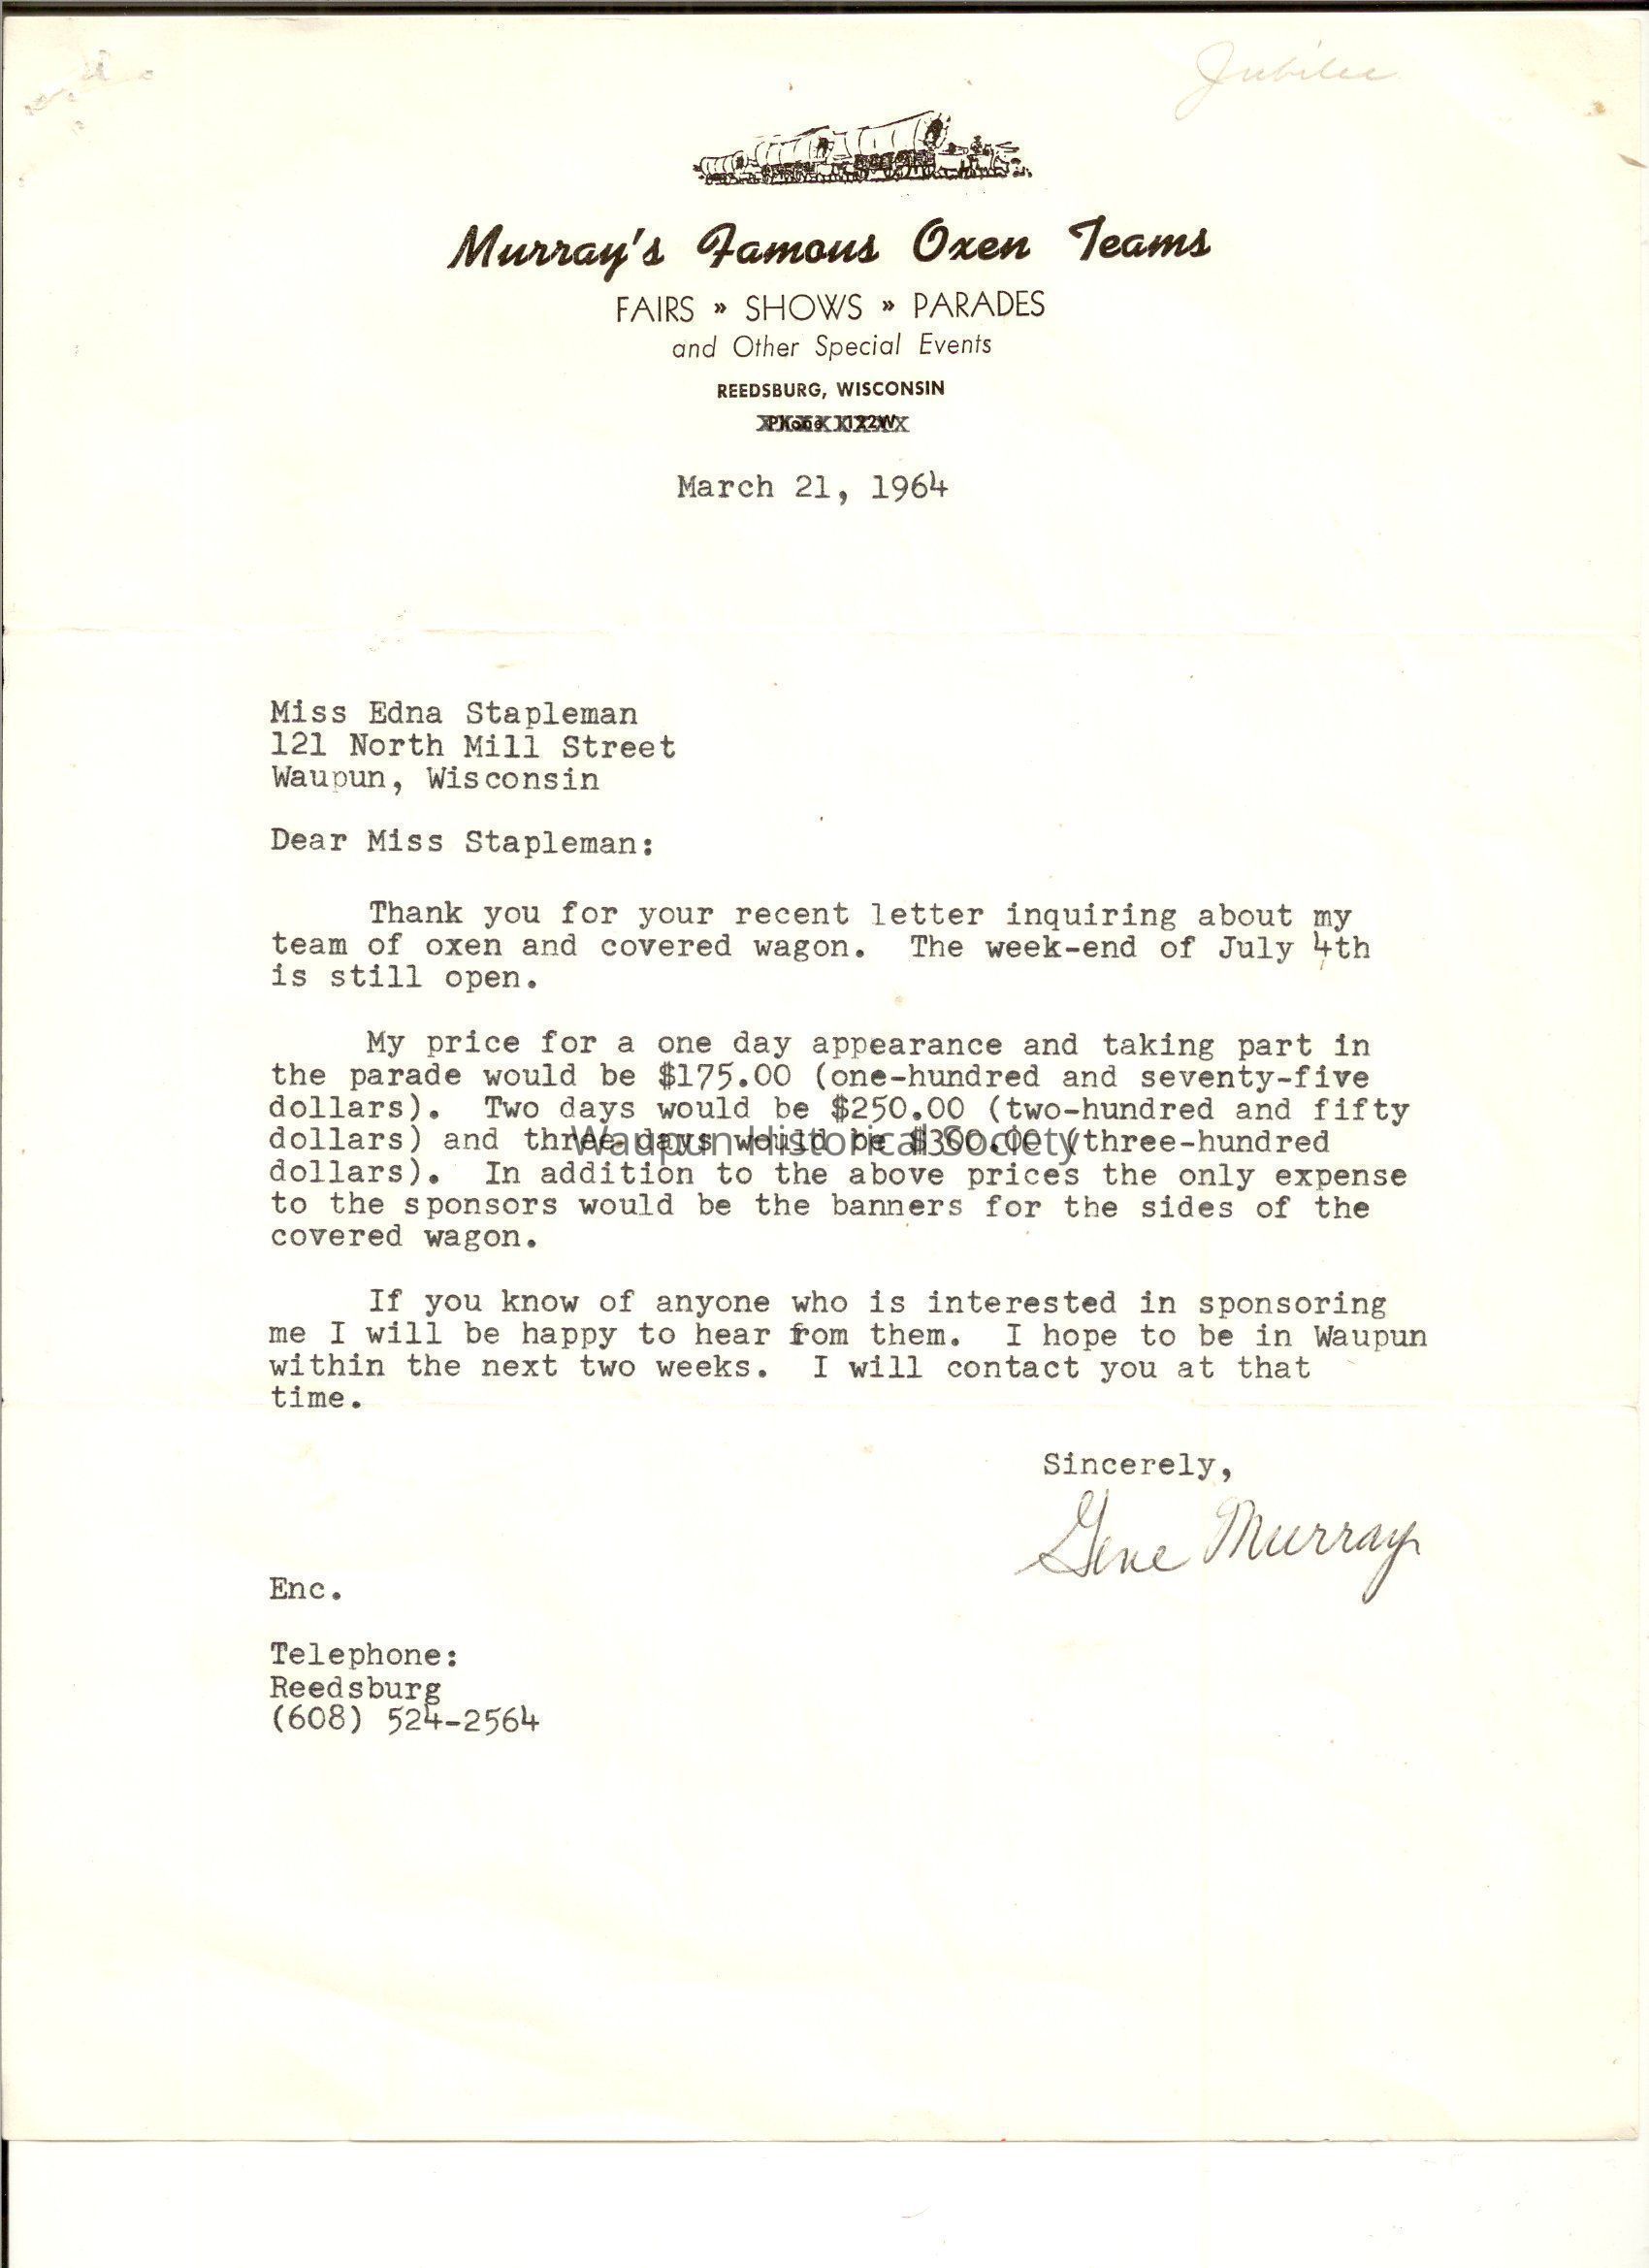 Jubilee
Murray's Famous Oxen Teams
FAIRS » SHOWS » PARADES
and Other Special Events
REEDSBURG, WISCONSIN
Phone 1122W
March 21, 1964
Miss Edna Stapleman
121 North Mill Street
Waupun, Wisconsin
Dear Miss Stapleman:
Thank you for your recent letter inquiring about my
team of oxen and covered wagon. The week-end of July 4th
is still open.
My price for a one day appearance and taking part in
the parade would be $175.00 (one-hundred and seventy-five
dollars). Two days would be $250.00 (two-hundred and fifty
dollars) and three days would be $300.00 (three-hundred
Waupun Historical Society
dollars). In addition to the above prices the only expense
to the sponsors would be the banners for the sides of the
covered wagon.
If you know of anyone who is interested in sponsoring
me I will be happy to hear from them. I hope to be in Waupun
within the next two weeks. I will contact you at that
time.
Sincerely,
Gene Murray
Enc.
Telephone:
Reedsburg
(608) 524-2564